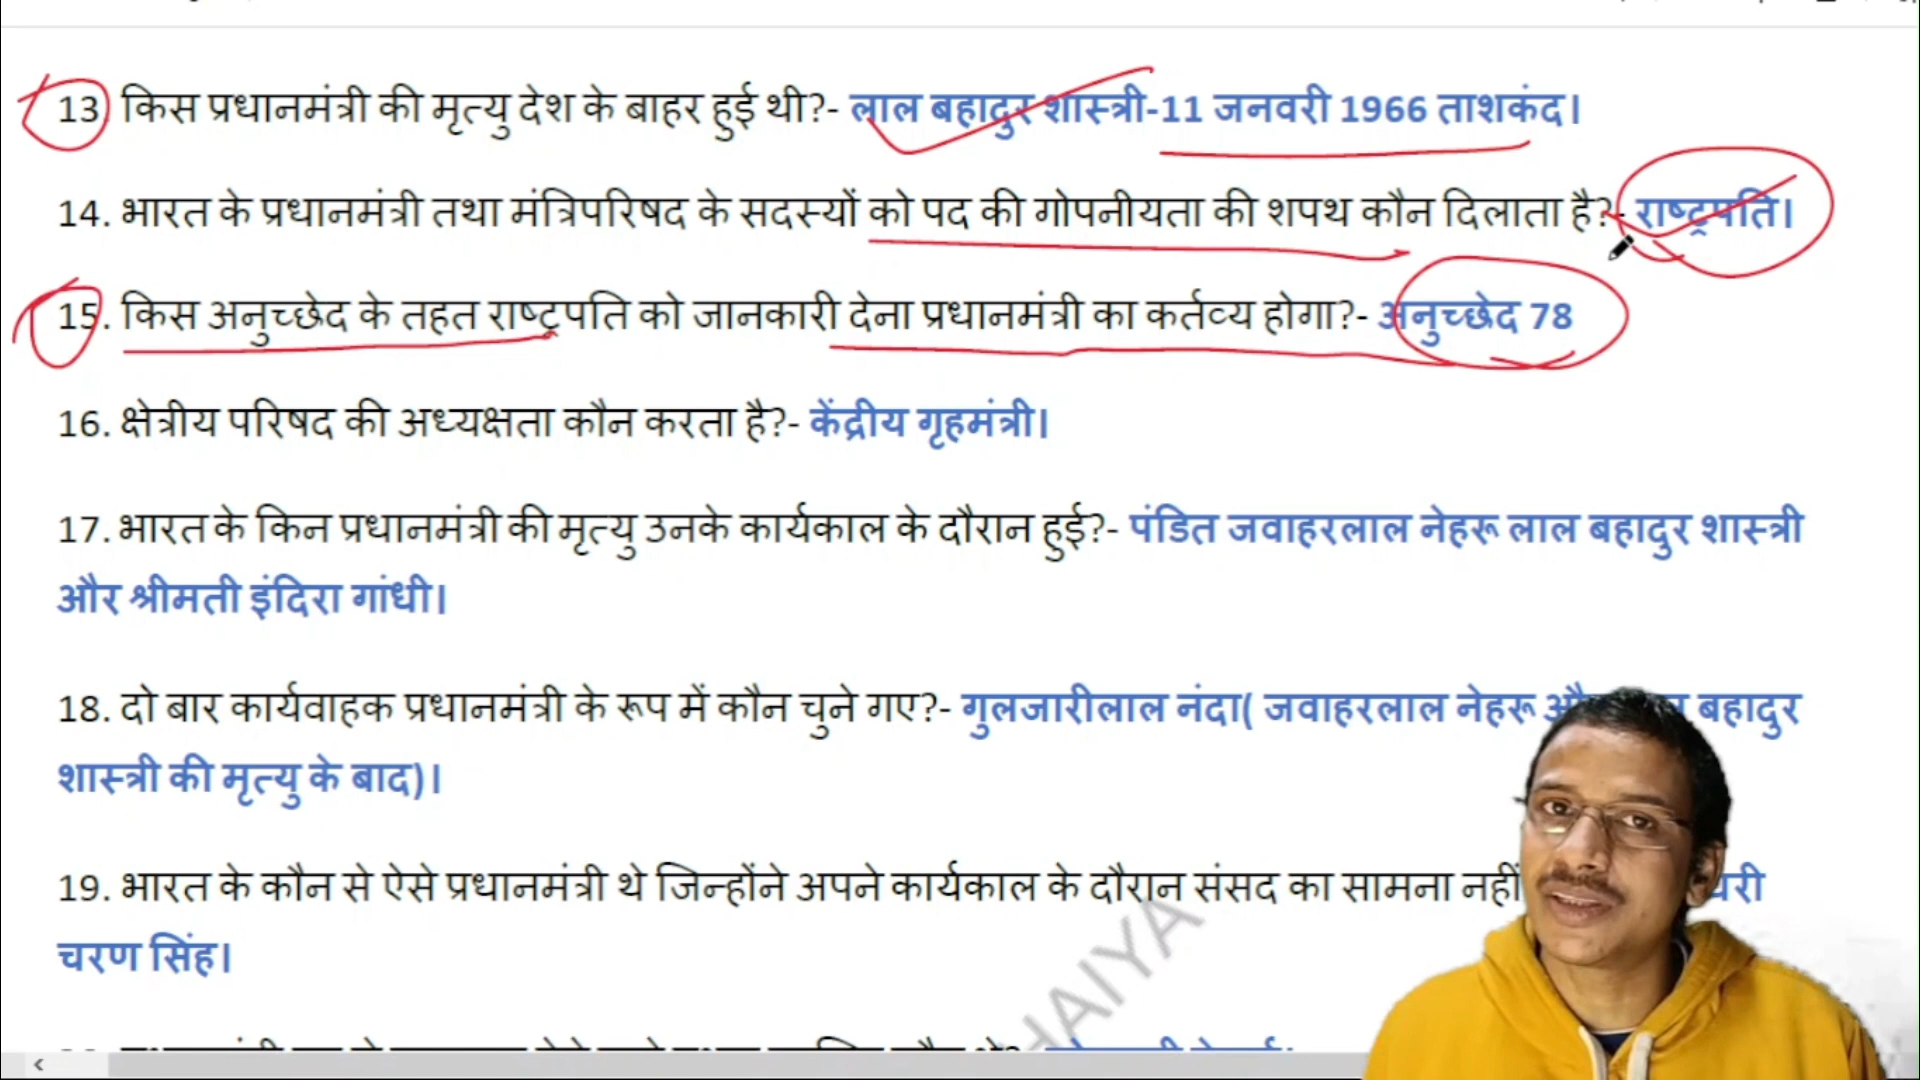 13. किस प्रधानमंत्री की मृत्यु देश के बाहर हुई थी?- लाल बहादुर शास्त्री-11 जनवरी 1966 ताशकंद।
14. भारत के प्रधानमंत्री तथा मंत्रिपरिषद के सदस्यों को पद की गोपनीयता की शपथ कौन दिलाता है?- राष्ट्रपति।
15. किस अनुच्छेद के तहत राष्ट्रपति को जानकारी देना प्रधानमंत्री का कर्तव्य होगा?- अनुच्छेद 78
16. क्षेत्रीय परिषद की अध्यक्षता कौन करता है?- केंद्रीय गृहमंत्री।
17. भारत के किन प्रधानमंत्री की मृत्यु उनके कार्यकाल के दौरान हुई?- पंडित जवाहरलाल नेहरू लाल बहादुर शास्त्री
और श्रीमती इंदिरा गांधी।
18. दो बार कार्यवाहक प्रधानमंत्री के रूप में कौन चुने गए?- गुलजारीलाल नंदा( जवाहरलाल नेहरू बहादुर
शास्त्री की मृत्यु के बाद)।
19. भारत के कौन से ऐसे प्रधानमंत्री थे जिन्होंने अपने कार्यकाल के दौरान संसद का सामना नहीं
चरण सिंह।